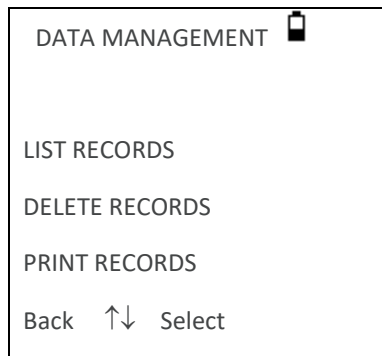 DATA MANAGEMENT
LIST RECORDS
DELETE RECORDS
PRINT RECORDS
Back ↑↓ Select